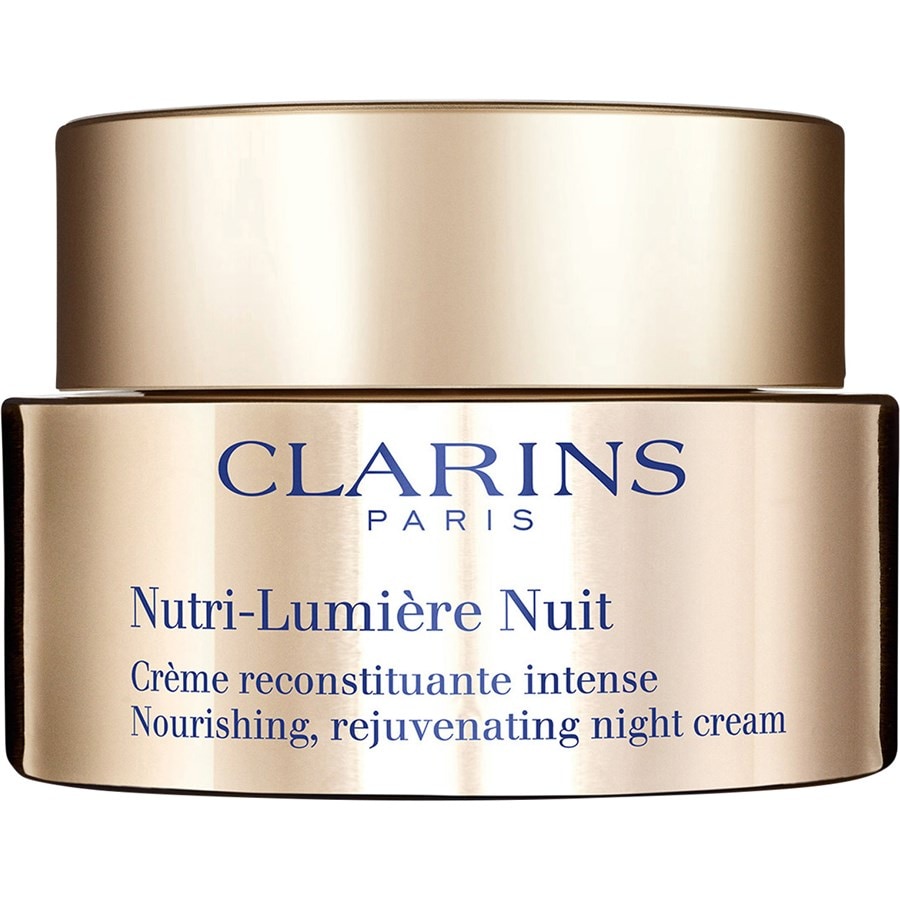 CLARINS
PARIS
Nutri-Lumière Nuit
Crème reconstituante intense
Nourishing, rejuvenating night cream